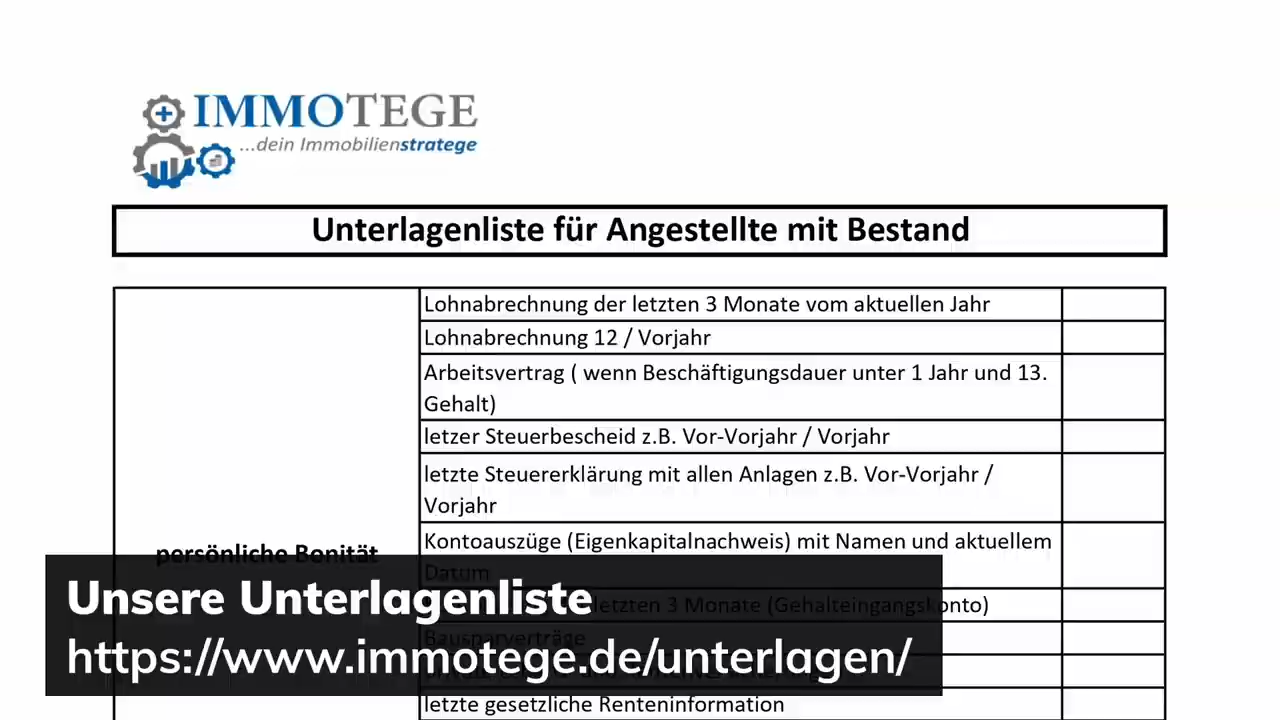 IMMOTEGE
...dein Immobilienstratege
Unterlagenliste für Angestellte mit Bestand
Lohnabrechnung der letzten 3 Monate vom aktuellen Jahr
Lohnabrechnung 12 / Vorjahr
Arbeitsvertrag ( wenn Beschäftigungsdauer unter 1 Jahr und 13.
Gehalt)
letzer Steuerbescheid z.B. Vor-Vorjahr / Vorjahr
letzte Steuererklärung mit allen Anlagen z.B. Vor-Vorjahr /
Vorjahr
persönliche Bonität
Kontoauszüge (Eigenkapitalnachweis) mit Namen und aktuellem
Datum
letzten 3 Monate (Gehalteingangskonto)
Bausparverträge
letzte gesetzliche Renteninformation
Unsere Unterlagenliste
https://www.immotege.de/unterlagen/